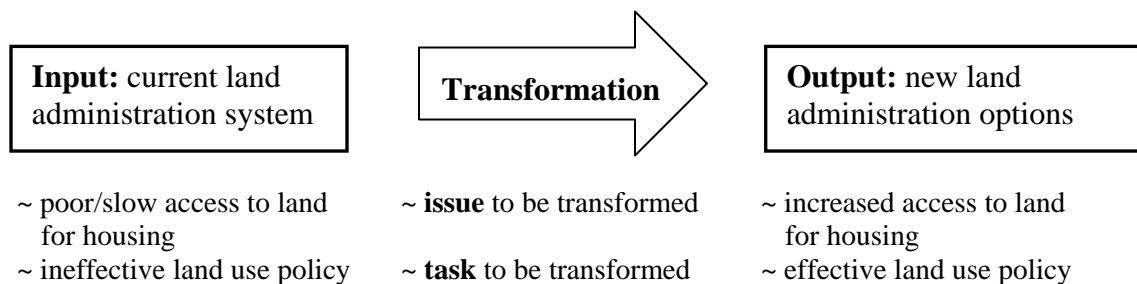 Input: current land
administration system
Transformation
Output: new land
administration options
~ poor/slow access to land
for housing
~ ineffective land use policy
~ issue to be transformed
~ task to be transformed
~ increased access to land
for housing
~ effective land use policy